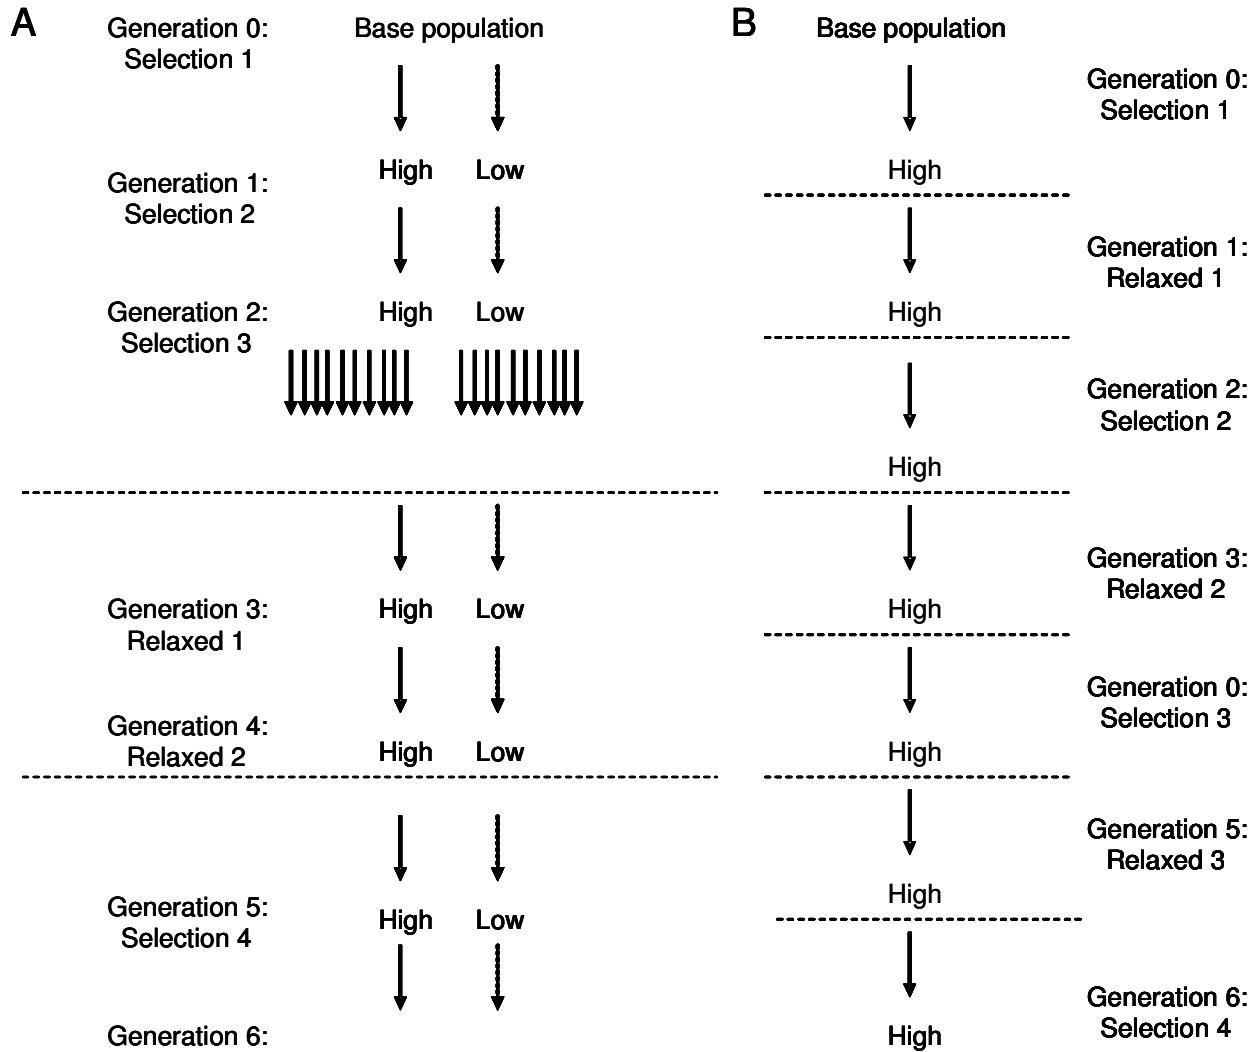 A
Generation 0:
Selection 1
Base population
High Low
Generation 1:
Selection 2
High Low
Generation 2:
Selection 3
Generation 3:
Relaxed 1
High Low
Generation 4:
Relaxed 2
High Low
Generation 5:
Selection 4
High Low
Generation 6:
B
Base population
Generation 0:
Selection 1
High
Generation 1:
Relaxed 1
High
Generation 2:
Selection 2
High
Generation 3:
Relaxed 2
High
Generation 0:
Selection 3
High
Generation 5:
Relaxed 3
High
Generation 6:
Selection 4
High